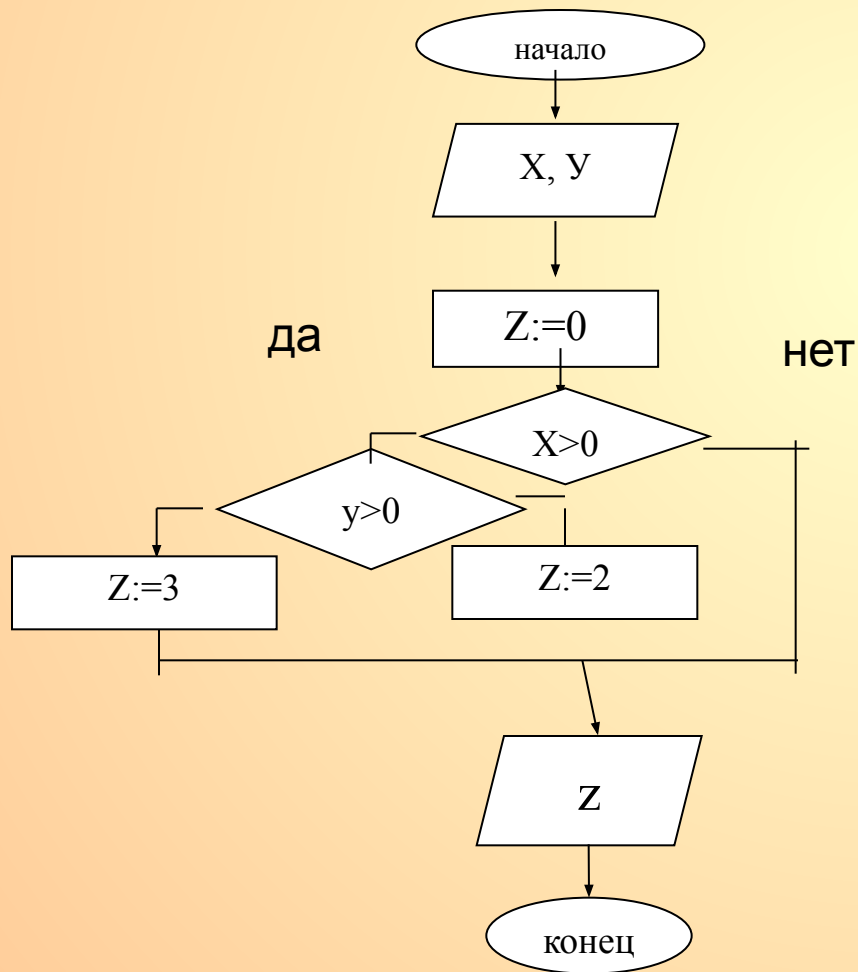 начало
Х, У
Z:=0
да
нет
X>0
y>0
Z:=3
Z:=2
z
конец